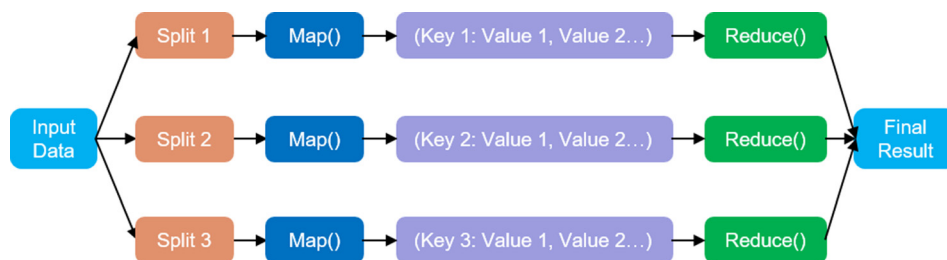 Split 1
Map()
(Key 1: Value 1, Value 2...)
Reduce()
Input
Data
Split 2
Map()
(Key 2: Value 1, Value 2...)
Reduce()
Final
Result
Split 3
Map()
(Key 3: Value 1, Value 2...)
Reduce()